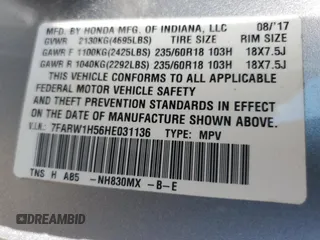 MFD. BY HONDA MFG. OF INDIANA, LLC 08/'17
GVWR 2130KG(4695LBS) TIRE SIZE RIM SIZE
GAWR F 1100KG(2425LBS) 235/60R18 103H 18X7.5J
GAWR R 1040KG(2292LBS) 235/60R18 103H 18X7.5J
THIS VEHICLE CONFORMS TO ALL APPLICABLE
FEDERAL MOTOR VEHICLE SAFETY
AND THEFT PREVENTION STANDARDS IN EFFECT
ON THE DATE OF MANUFACTURE SHOWN ABOVE.
V.I.N.: 7FARW1H56HE031136 TYPE: MPV
TNS H A85 -NH830MX -B-E
DREAMBID
DREAMBID.COM